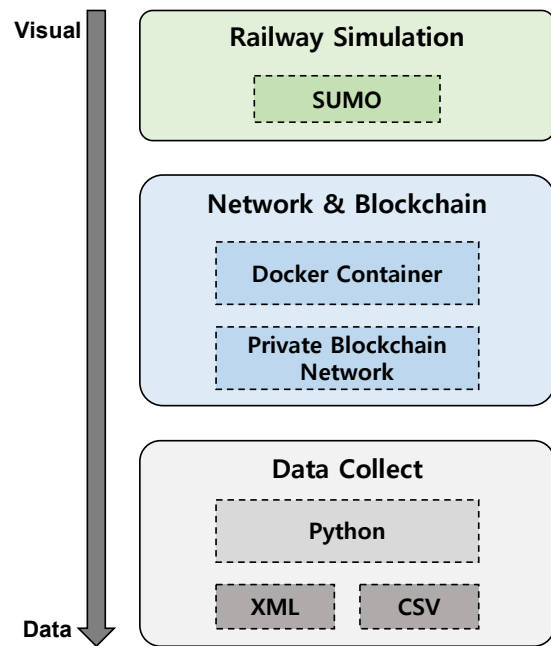 Visual
Railway Simulation
SUMO
Network & Blockchain
Docker Container
Private Blockchain
Network
Data Collect
Python
XML CSV
Data